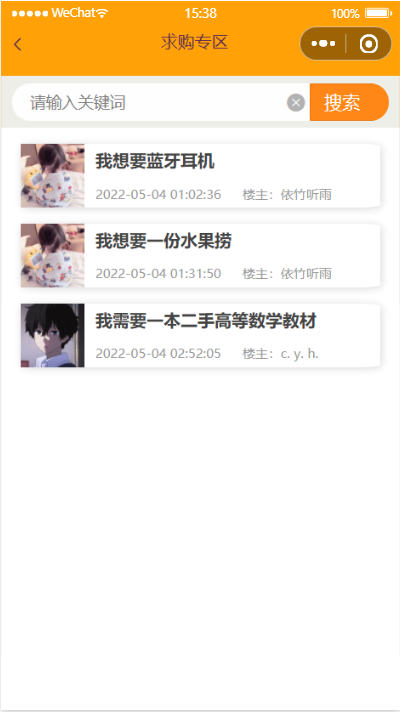 WeChat 15:38 100%
求购专区
请输入关键词 搜索
我想要蓝牙耳机
2022-05-04 01:02:36 楼主：依竹听雨
我想要一份水果捞
2022-05-04 01:31:50 楼主：依竹听雨
我需要一本二手高等数学教材
2022-05-04 02:52:05 楼主：c. y. h.